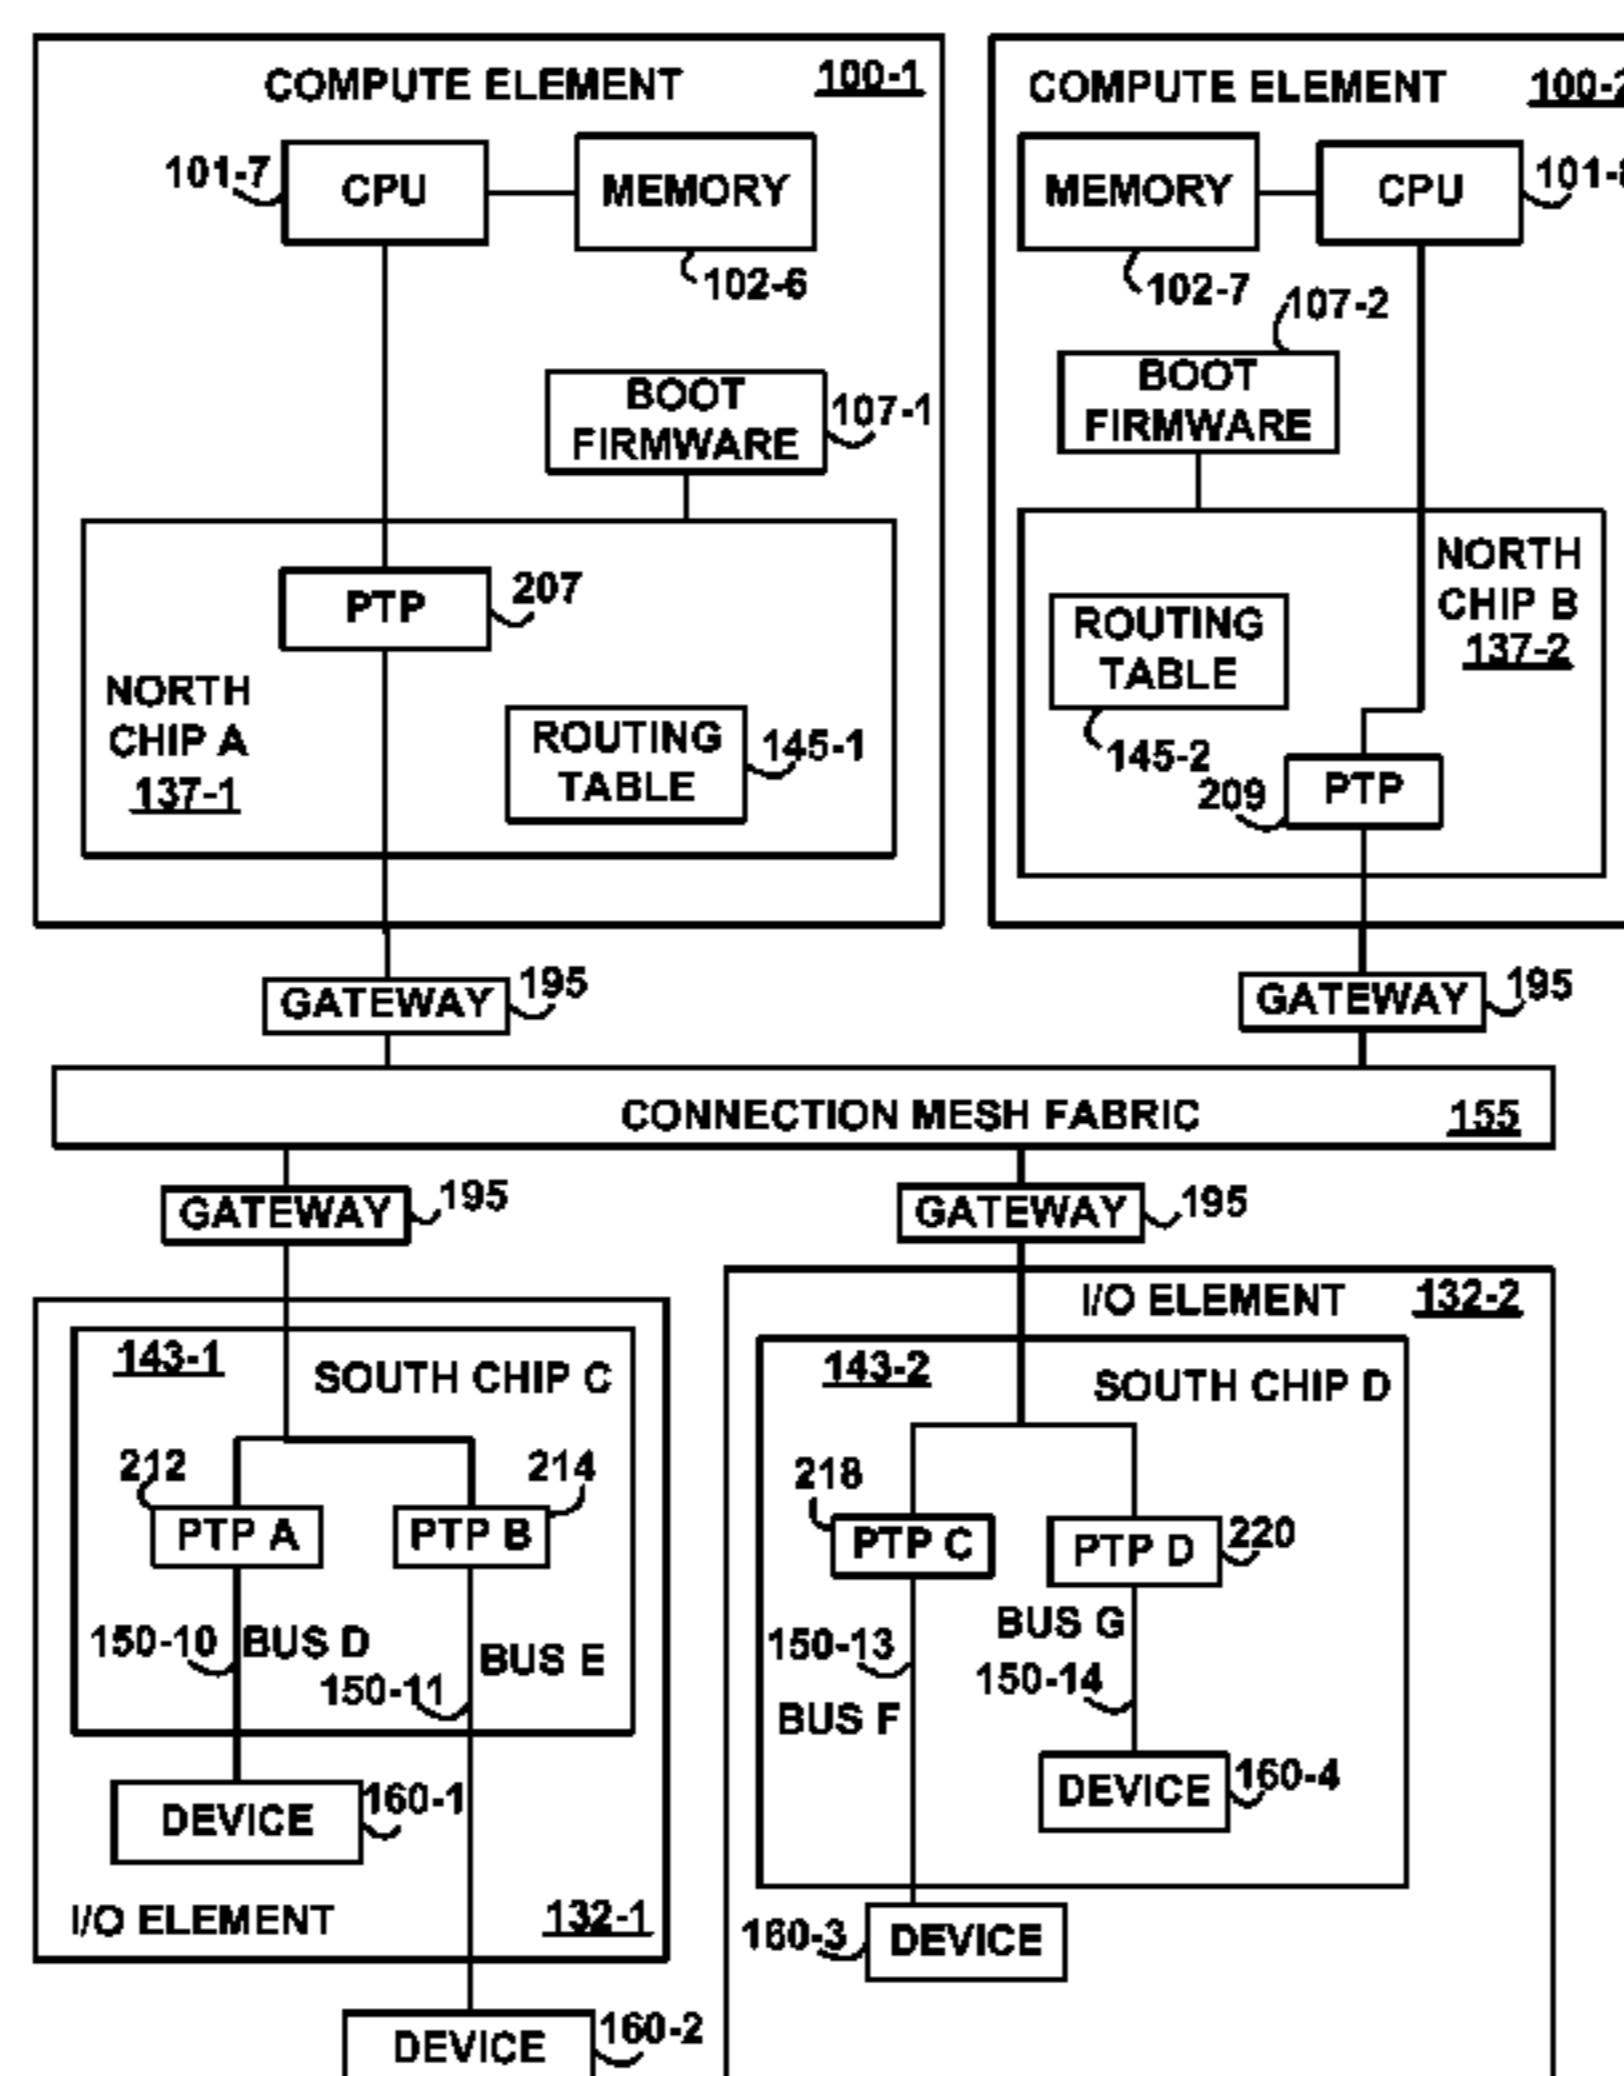 COMPUTE ELEMENT 100-1
101-7 CPU MEMORY
102-6
BOOT
FIRMWARE
107-1
PTP 207
NORTH
CHIP A
137-1
ROUTING
TABLE
145-1
COMPUTE ELEMENT
MEMORY CPU
102-7
107-2
BOOT
FIRMWARE
NORTH
CHIP B
137-2
ROUTING
TABLE
145-2
209 PTP
GATEWAY 195
GATEWAY 195
CONNECTION MESH FABRIC 155
GATEWAY 195
GATEWAY 195
143-1 SOUTH CHIP C
212 214
PTP A PTP B
150-10 BUS D
BUS E
150-11
DEVICE 160-1
I/O ELEMENT 132-1
DEVICE 160-2
I/O ELEMENT 132-2
143-2 SOUTH CHIP D
218
PTP C PTP D 220
BUS G
150-13
150-14
BUS F
DEVICE 160-4
160-3 DEVICE